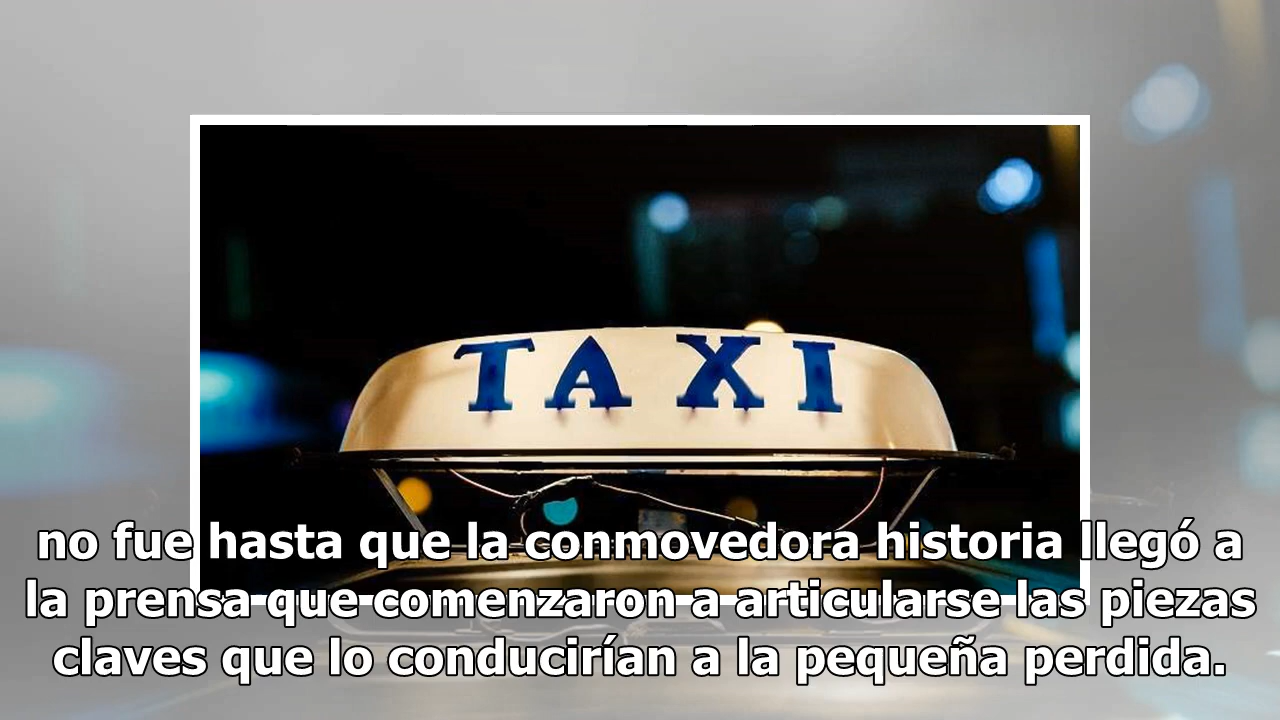 TAXI
no fue hasta que la conmovedora historia llegó a
la prensa que comenzaron a articularse las piezas
claves que lo conducirían a la pequeña perdida.